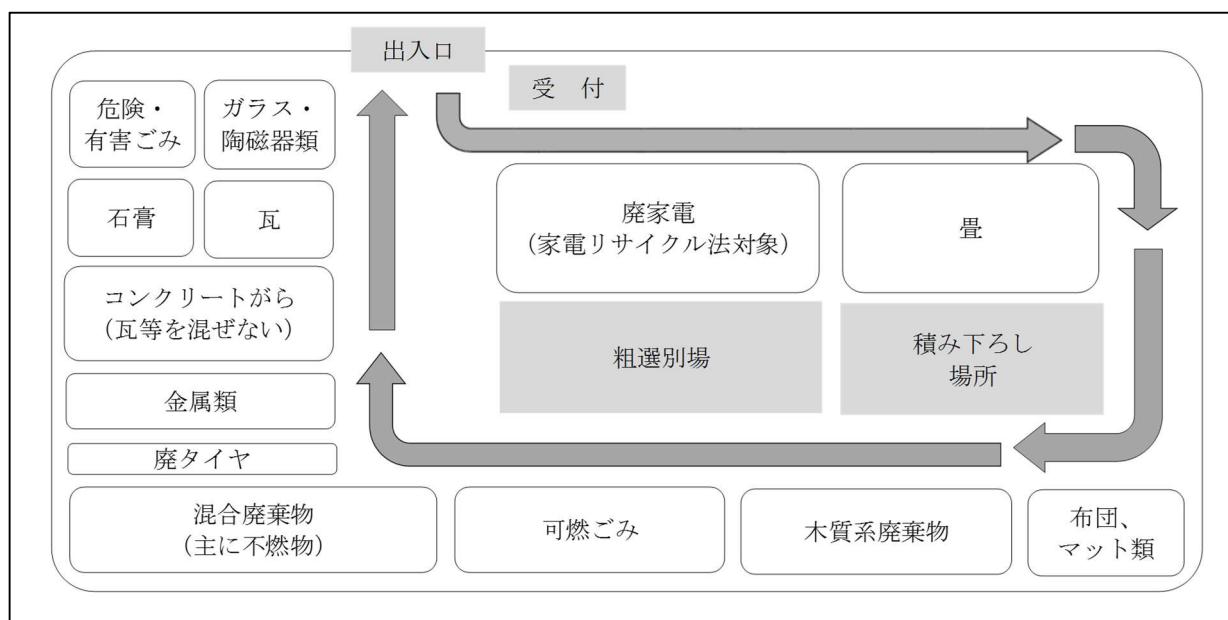 出入口
受　付
危険・
有害ごみ
ガラス・
陶磁器類
石膏
瓦
廃家電
（家電リサイクル法対象）
畳
コンクリートがら
（瓦等を混ぜない）
粗選別場
積み下ろし
場所
金属類
廃タイヤ
混合廃棄物
（主に不燃物）
可燃ごみ
木質系廃棄物
布団、
マット類